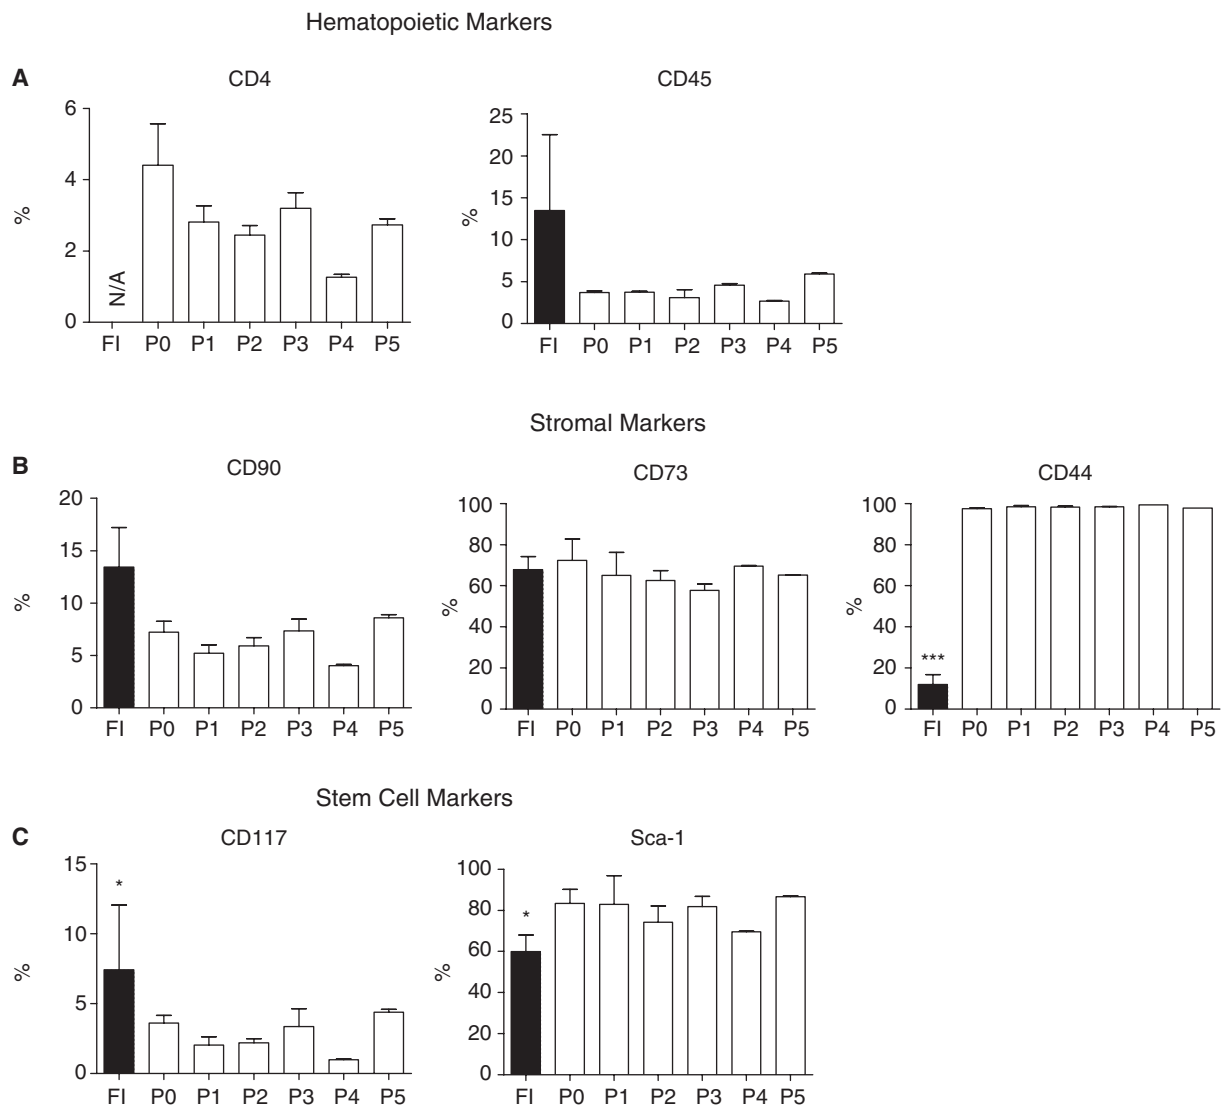 Hematopoietic Markers
A
CD4
%
6
4
2
0
N/A
FI P0 P1 P2 P3 P4 P5
CD45
%
25
20
15
10
5
0
FI P0 P1 P2 P3 P4 P5
Stromal Markers
B
CD90
%
20
15
10
5
0
FI P0 P1 P2 P3 P4 P5
CD73
%
100
80
60
40
20
0
FI P0 P1 P2 P3 P4 P5
CD44
%
100
80
60
40
20
0
***
FI P0 P1 P2 P3 P4 P5
Stem Cell Markers
C
CD117
%
15
10
5
0
*
FI P0 P1 P2 P3 P4 P5
Sca-1
%
100
80
60
40
20
0
*
FI P0 P1 P2 P3 P4 P5